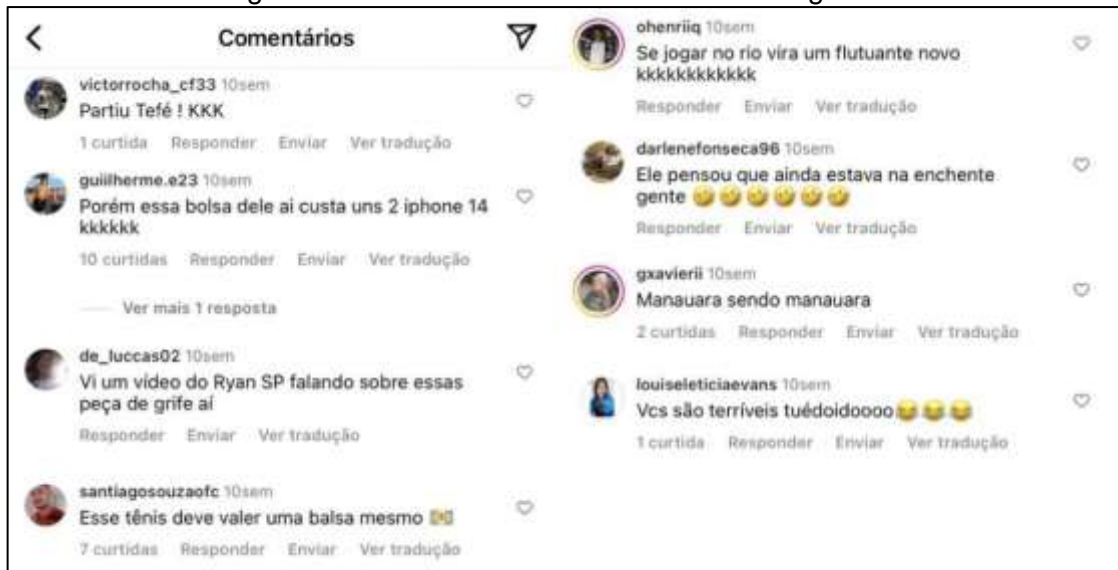 Comentários
victorrocha_cf33 10sem
Partiu Tefé ! KKK
1 curtida Responder Enviar Ver tradução
guiilherme.e23 10sem
Porém essa bolsa dele ai custa uns 2 iphone 14
kkkkkk
10 curtidas Responder Enviar Ver tradução
Ver mais 1 resposta
de_luccas02 10sem
Vi um vídeo do Ryan SP falando sobre essas
peça de grife aí
Responder Enviar Ver tradução
santiagosouzaofc 10sem
Esse tênis deve valer uma balsa mesmo 💵
7 curtidas Responder Enviar Ver tradução
ohenriiq 10sem
Se jogar no rio vira um flutuante novo
kkkkkkkkkkkk
Responder Enviar Ver tradução
darlenefonseca96 10sem
Ele pensou que ainda estava na enchente
gente 🤣🤣🤣🤣🤣🤣
Responder Enviar Ver tradução
gxavierii 10sem
Manauara sendo manauara
2 curtidas Responder Enviar Ver tradução
louiseleticiaevans 10sem
Vcs são terríveis tuédoidoooo😂😂😂
1 curtida Responder Enviar Ver tradução